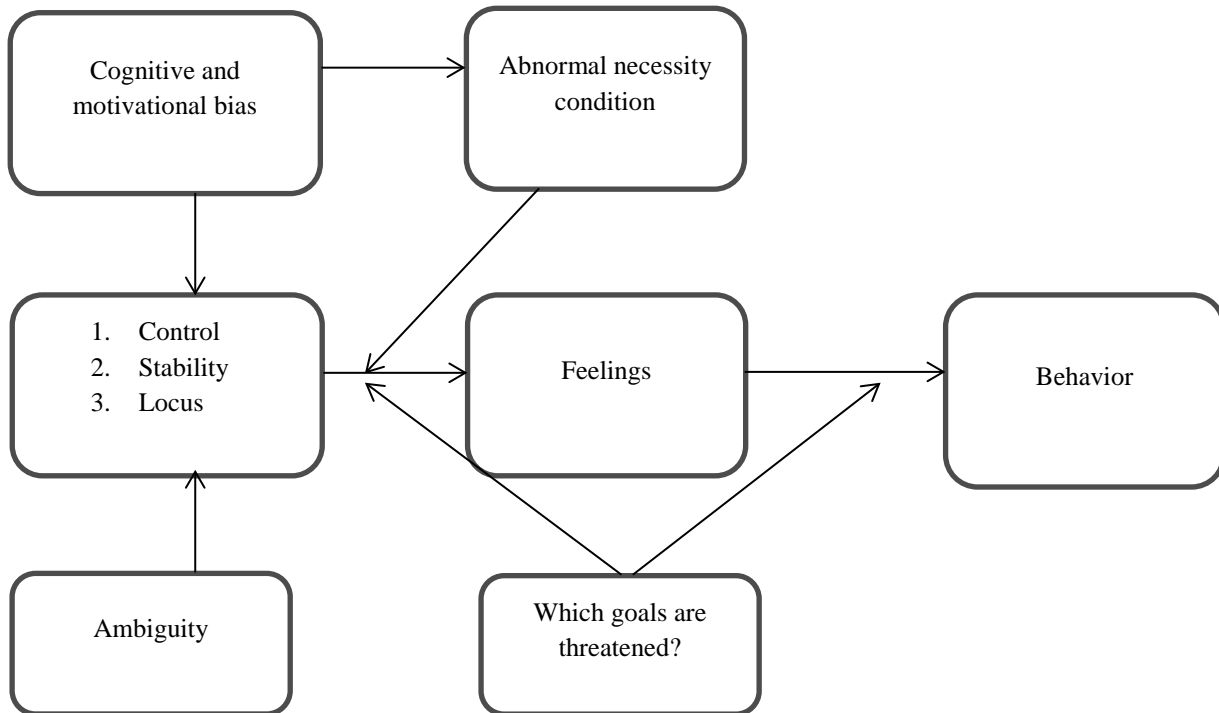 Cognitive and
motivational bias
Abnormal necessity
condition
1. Control
2. Stability
3. Locus
Feelings
Behavior
Ambiguity
Which goals are
threatened?